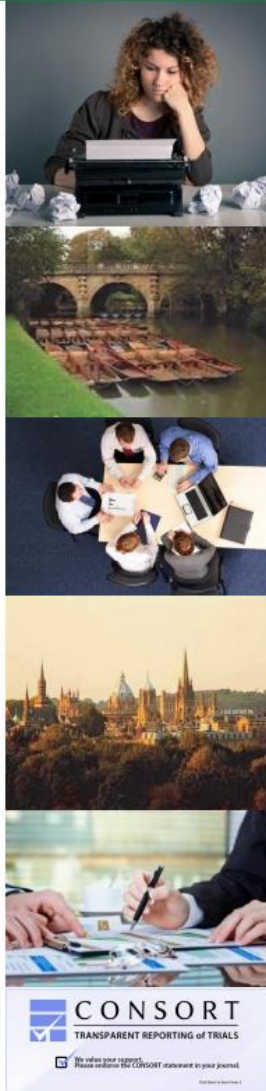 CONSORT
TRANSPARENT REPORTING of TRIALS
We value your support.
Please endorse the CONSORT statement in your journal.